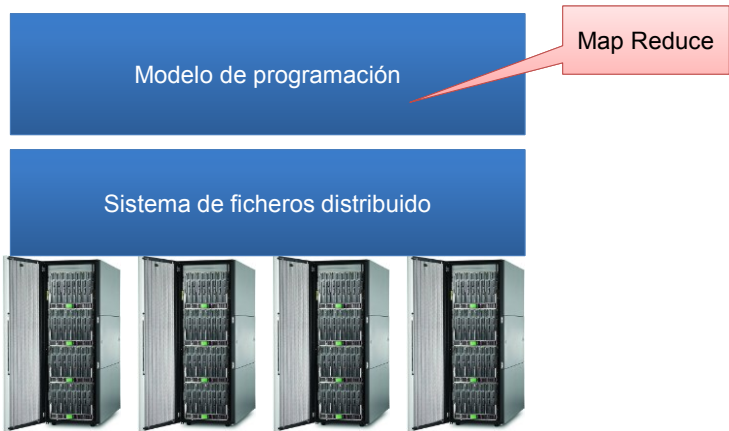 Map Reduce
Modelo de programación
Sistema de ficheros distribuido